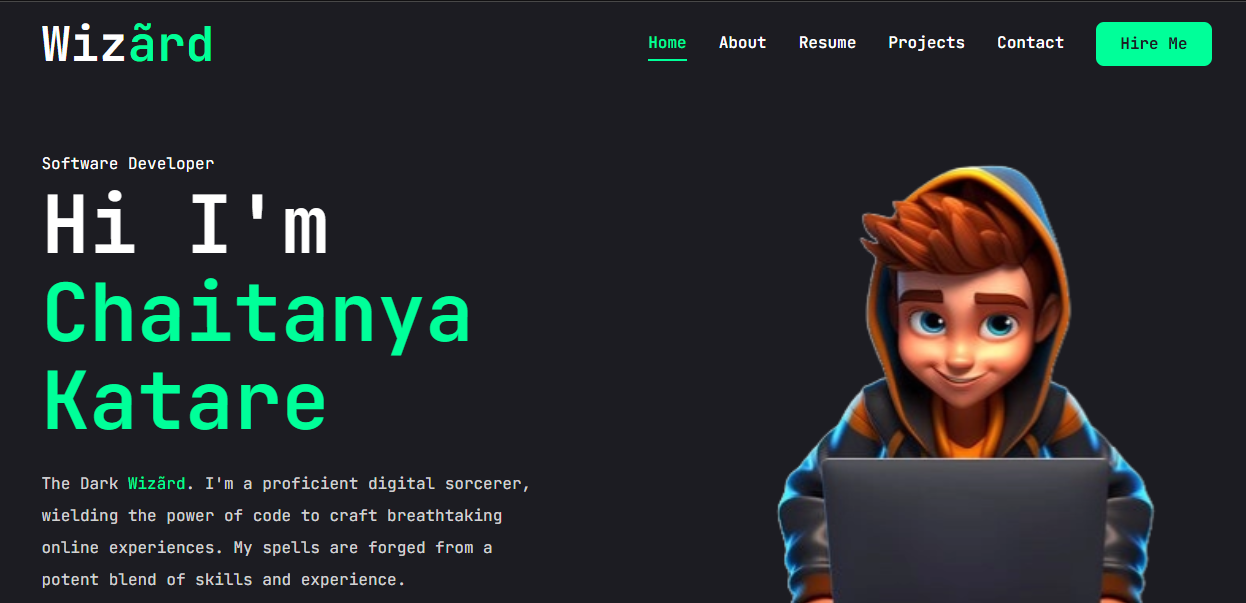 Wizãrd
Home About Resume Projects Contact Hire Me
Software Developer
Hi I'm
Chaitanya
Katare
The Dark Wizãrd. I'm a proficient digital sorcerer,
wielding the power of code to craft breathtaking
online experiences. My spells are forged from a
potent blend of skills and experience.